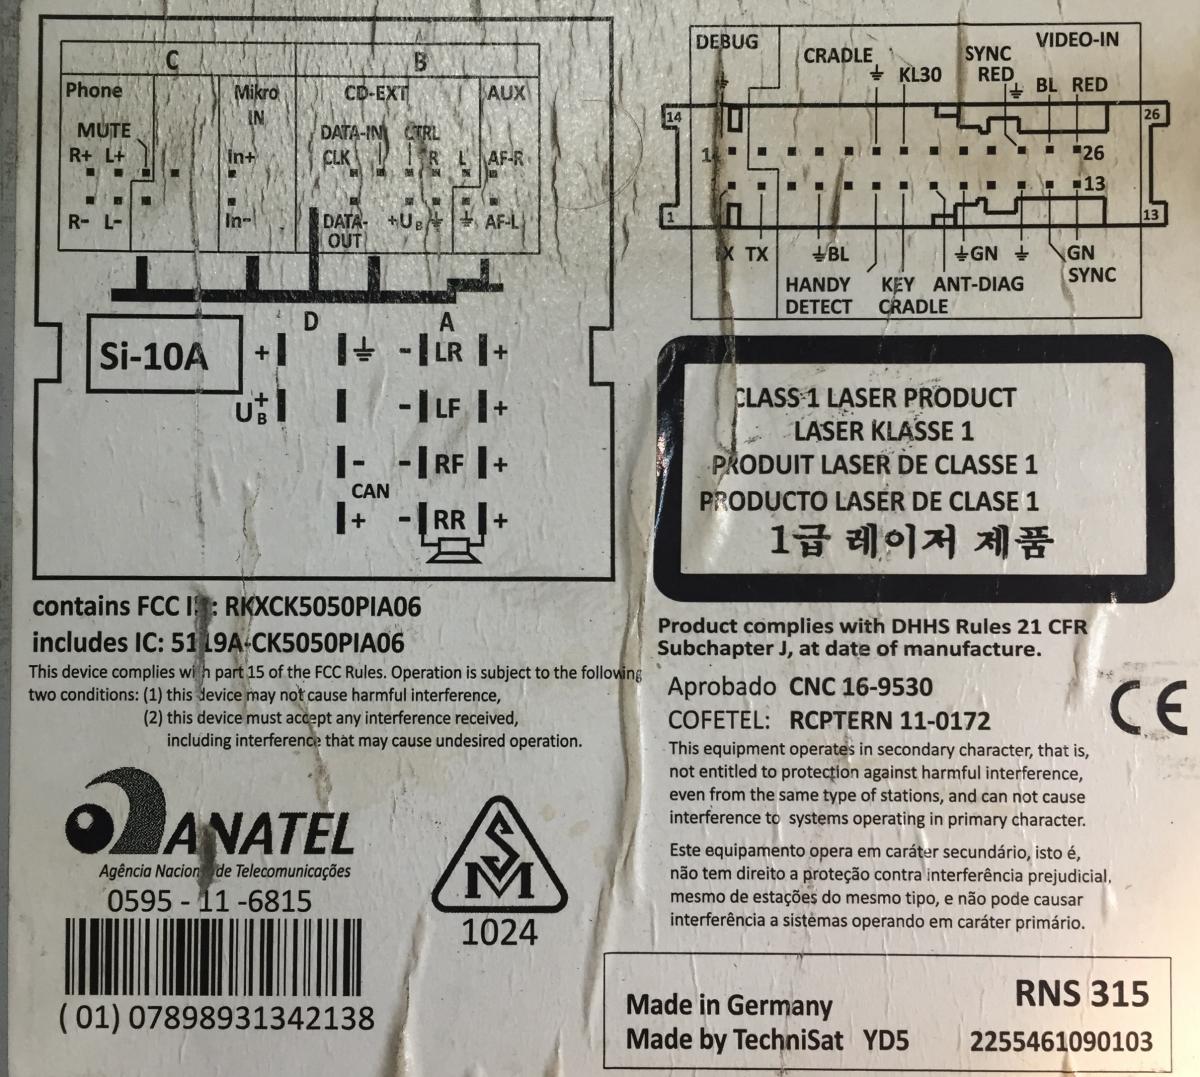 C B
Phone Mikro CD-EXT AUX
IN
MUTE DATA-IN CTRL
R+ L+ In+ CLK R L AF-R
R- L- In- DATA- +UB AF-L
OUT
D A
Si-10A + - LR +
U+B - LF +
- - RF +
CAN
+ - RR +
DEBUG CRADLE SYNC VIDEO-IN
KL30 RED BL RED
14 26
14 26
13
1 13
TX BL GN GN
SYNC
HANDY KEY ANT-DIAG
DETECT CRADLE
CLASS 1 LASER PRODUCT
LASER KLASSE 1
PRODUIT LASER DE CLASSE 1
PRODUCTO LASER DE CLASE 1
1급 레이저 제품
contains FCC ID: RKXCK5050PIA06
includes IC: 5119A-CK5050PIA06
This device complies with part 15 of the FCC Rules. Operation is subject to the following
two conditions: (1) this device may not cause harmful interference,
(2) this device must accept any interference received,
including interference that may cause undesired operation.
Product complies with DHHS Rules 21 CFR
Subchapter J, at date of manufacture.
Aprobado CNC 16-9530
COFETEL: RCPTERN 11-0172
CE
This equipment operates in secondary character, that is,
not entitled to protection against harmful interference,
even from the same type of stations, and can not cause
interference to systems operating in primary character.
Este equipamento opera em caráter secundário, isto é,
não tem direito a proteção contra interferência prejudicial,
mesmo de estações do mesmo tipo, e não pode causar
interferência a sistemas operando em caráter primário.
ANATEL
Agência Nacional de Telecomunicações
0595 - 11 -6815
(01) 07898931342138
SM
1024
RNS 315
Made in Germany
Made by TechniSat YD5 2255461090103